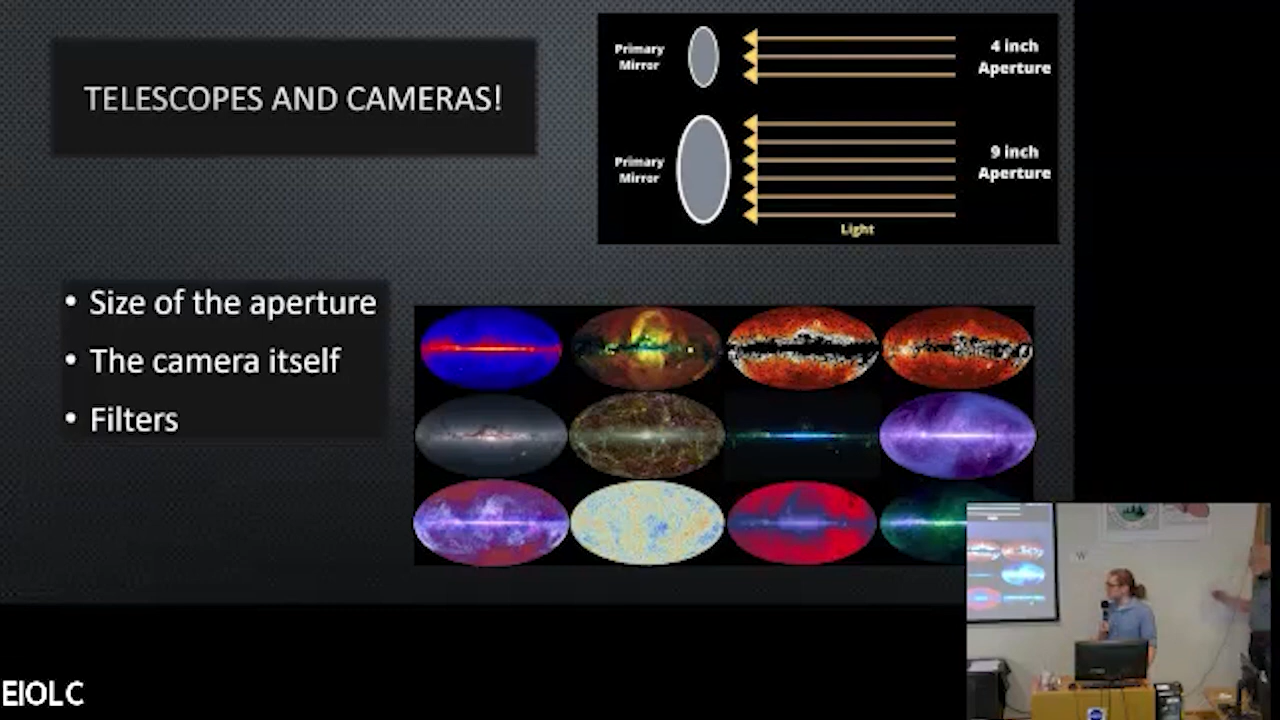 TELESCOPES AND CAMERAS!
Primary
Mirror
4 inch
Aperture
Primary
Mirror
9 inch
Aperture
Light
• Size of the aperture
• The camera itself
• Filters
W
EIOLC